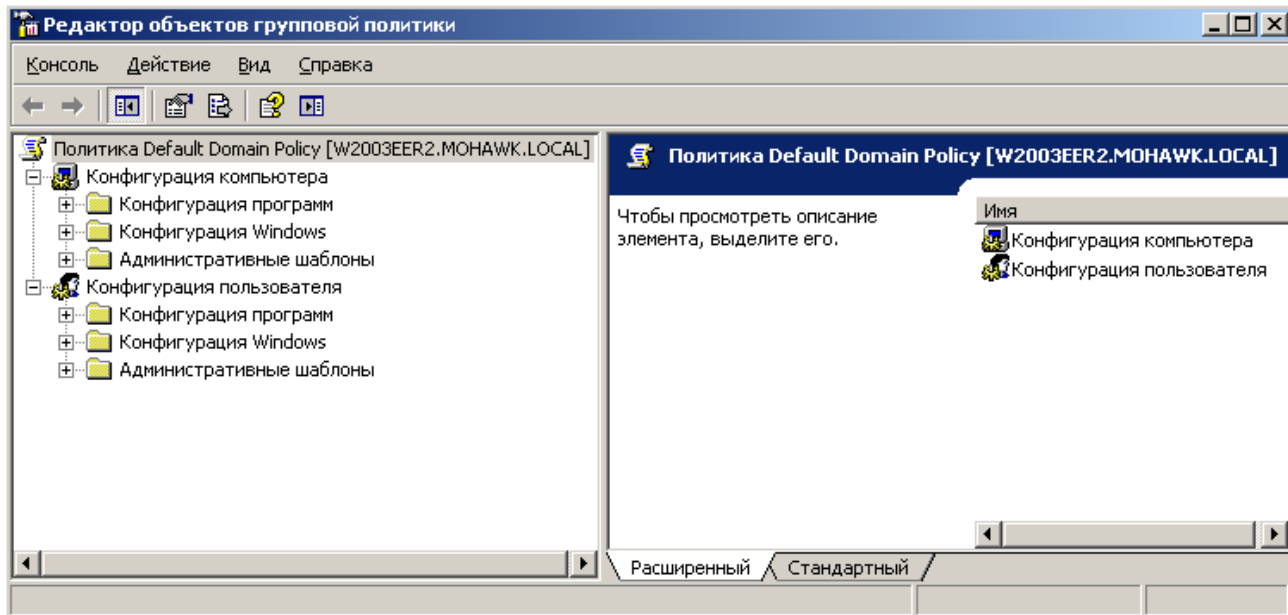 Редактор объектов групповой политики
Консоль Действие Вид Справка
Политика Default Domain Policy [W2003EER2.MOHAWK.LOCAL]
Конфигурация компьютера
Конфигурация программ
Конфигурация Windows
Административные шаблоны
Конфигурация пользователя
Конфигурация программ
Конфигурация Windows
Административные шаблоны
Политика Default Domain Policy [W2003EER2.MOHAWK.LOCAL]
Чтобы просмотреть описание
элемента, выделите его.
Имя
Конфигурация компьютера
Конфигурация пользователя
Расширенный Стандартный